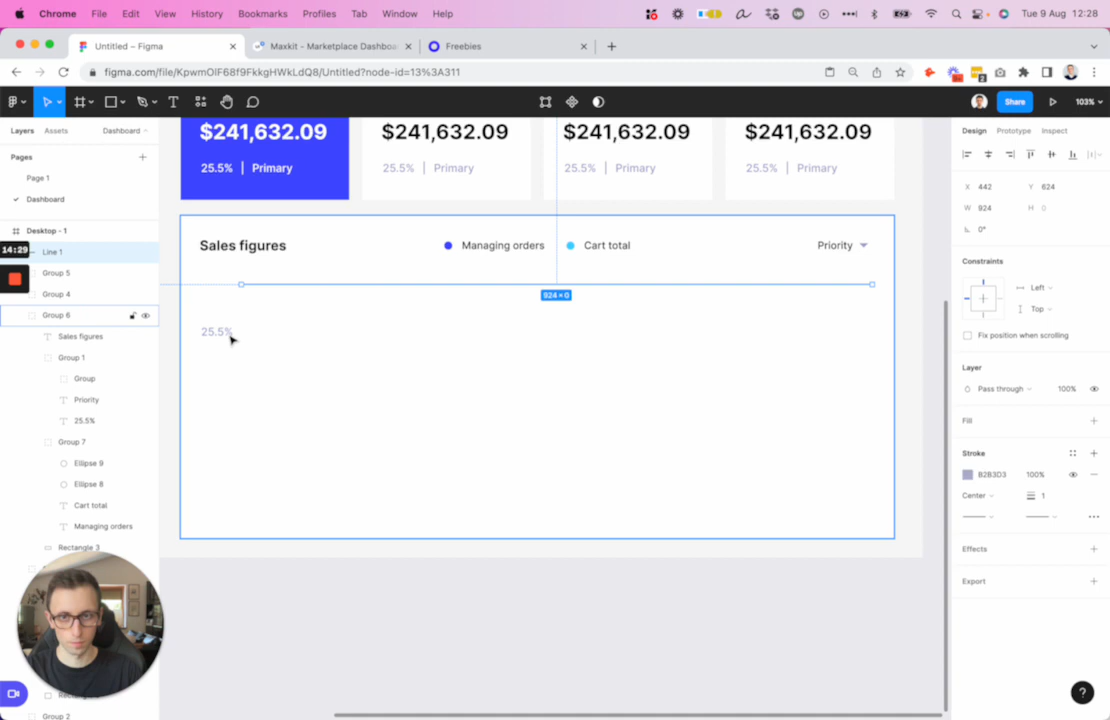 Chrome File Edit View History Bookmarks Profiles Tab Window Help Tue 9 Aug 12:28
Untitled – Figma Maxkit - Marketplace Dashboa Freebies
figma.com/file/KpwmOlF68f9FkkgHWkLdQ8/Untitled?node-id=13%3A311
Share 103%
Layers Assets Dashboard
Pages
Page 1
Dashboard
Desktop - 1
14:29
Line 1
Group 5
Group 4
Group 6
Sales figures
Group 1
Group
Priority
25.5%
Group 7
Ellipse 9
Ellipse 8
Cart total
Managing orders
Rectangle 3
Group 2
$241,632.09 $241,632.09 $241,632.09 $241,632.09
25.5% | Primary 25.5% | Primary 25.5% | Primary 25.5% | Primary
Sales figures Managing orders Cart total Priority
924 × 0
25.5%
Design Prototype Inspect
X 442 Y 624
W 924 H 0
0°
Constraints
Left
Top
Fix position when scrolling
Layer
Pass through 100%
Fill
Stroke
B2B3D3 100%
Center 1
Effects
Export
?